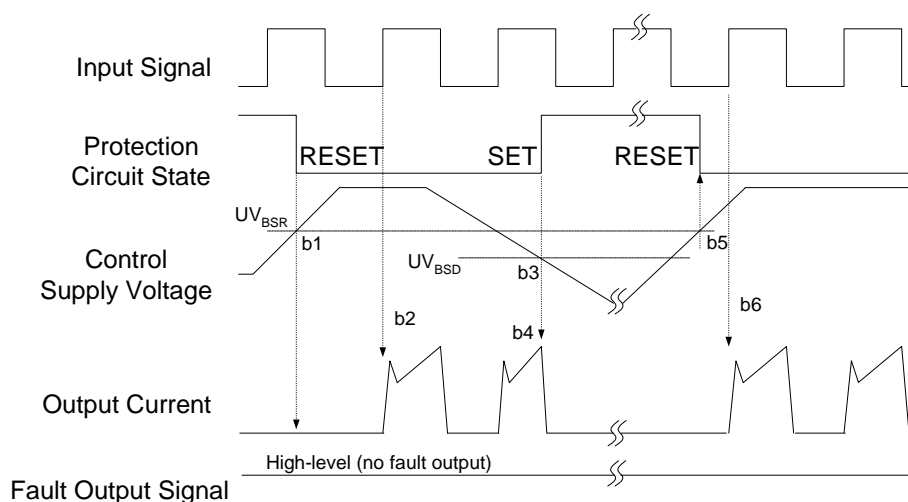 Input Signal
Protection
Circuit State
RESET
SET
RESET
UV_BSR
b1
b5
Control
Supply Voltage
UV_BSD
b3
b2
b4
b6
Output Current
High-level (no fault output)
Fault Output Signal